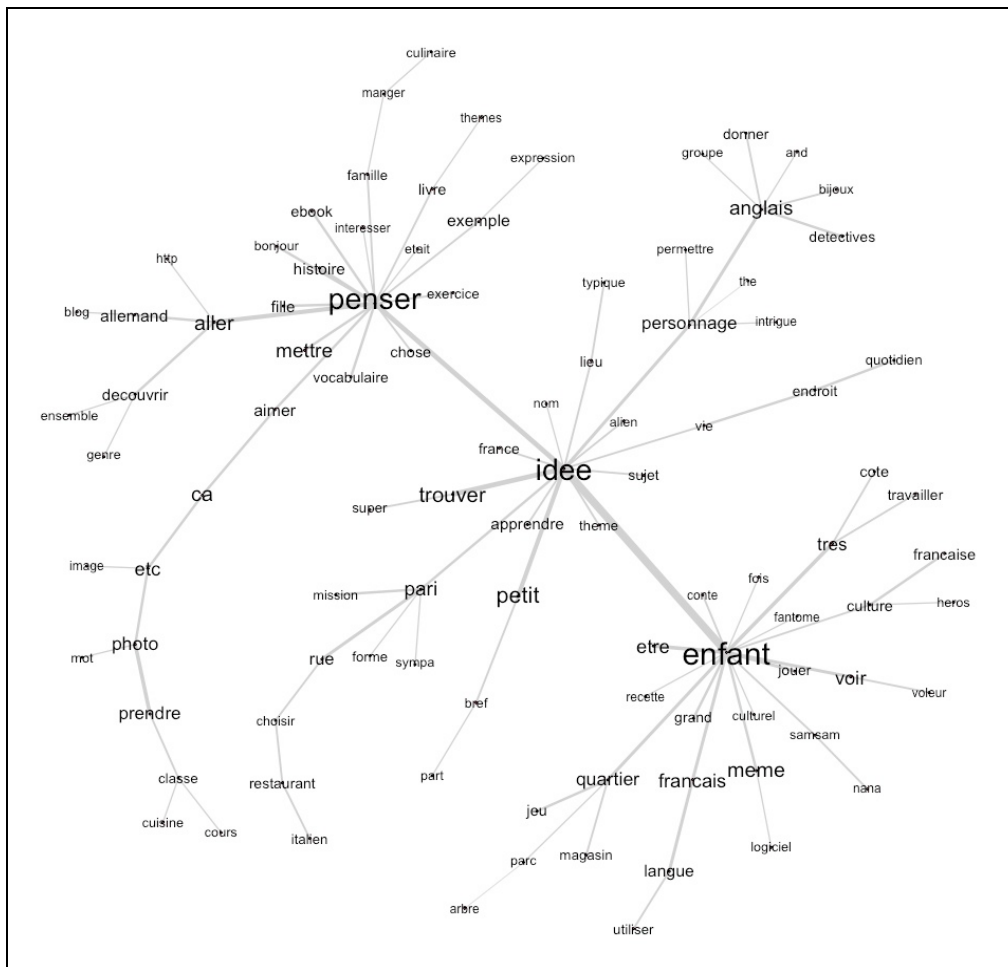 culinaire
manger
themes
donner
groupe
and
expression
famille
livre
bijoux
ebook
exemple
anglais
interesser
detectives
bonjour
etait
permettre
http
histoire
typique
the
fille
penser
exercice
blog
allemand
aller
personnage
intrigue
mettre
chose
lieu
quotidien
vocabulaire
decouvrir
endroit
ensemble
aimer
nom
alien
vie
genre
france
idee
sujet
cote
ca
trouver
travailler
super
apprendre
theme
tres
francaise
image
etc
fois
mission
pari
petit
conte
culture
heros
fantome
photo
etre
mot
rue
forme
sympa
enfant
jouer
voir
voleur
recette
bref
prendre
choisir
grand
culturel
samsam
classe
restaurant
part
quartier
francais
meme
nana
jeu
cuisine
cours
italien
parc
magasin
logiciel
langue
arbre
utiliser